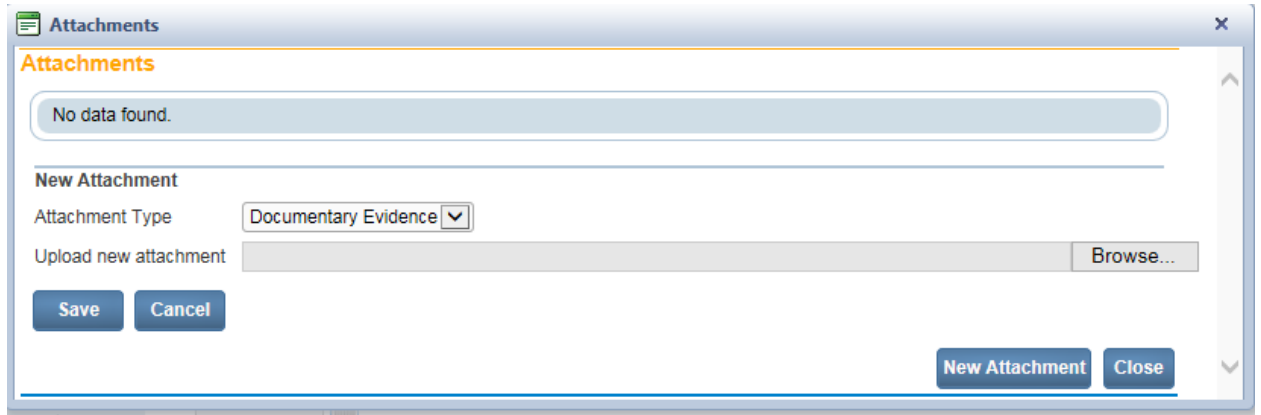 Attachments
Attachments
No data found.
New Attachment
Attachment Type Documentary Evidence
Upload new attachment Browse...
Save Cancel
New Attachment Close